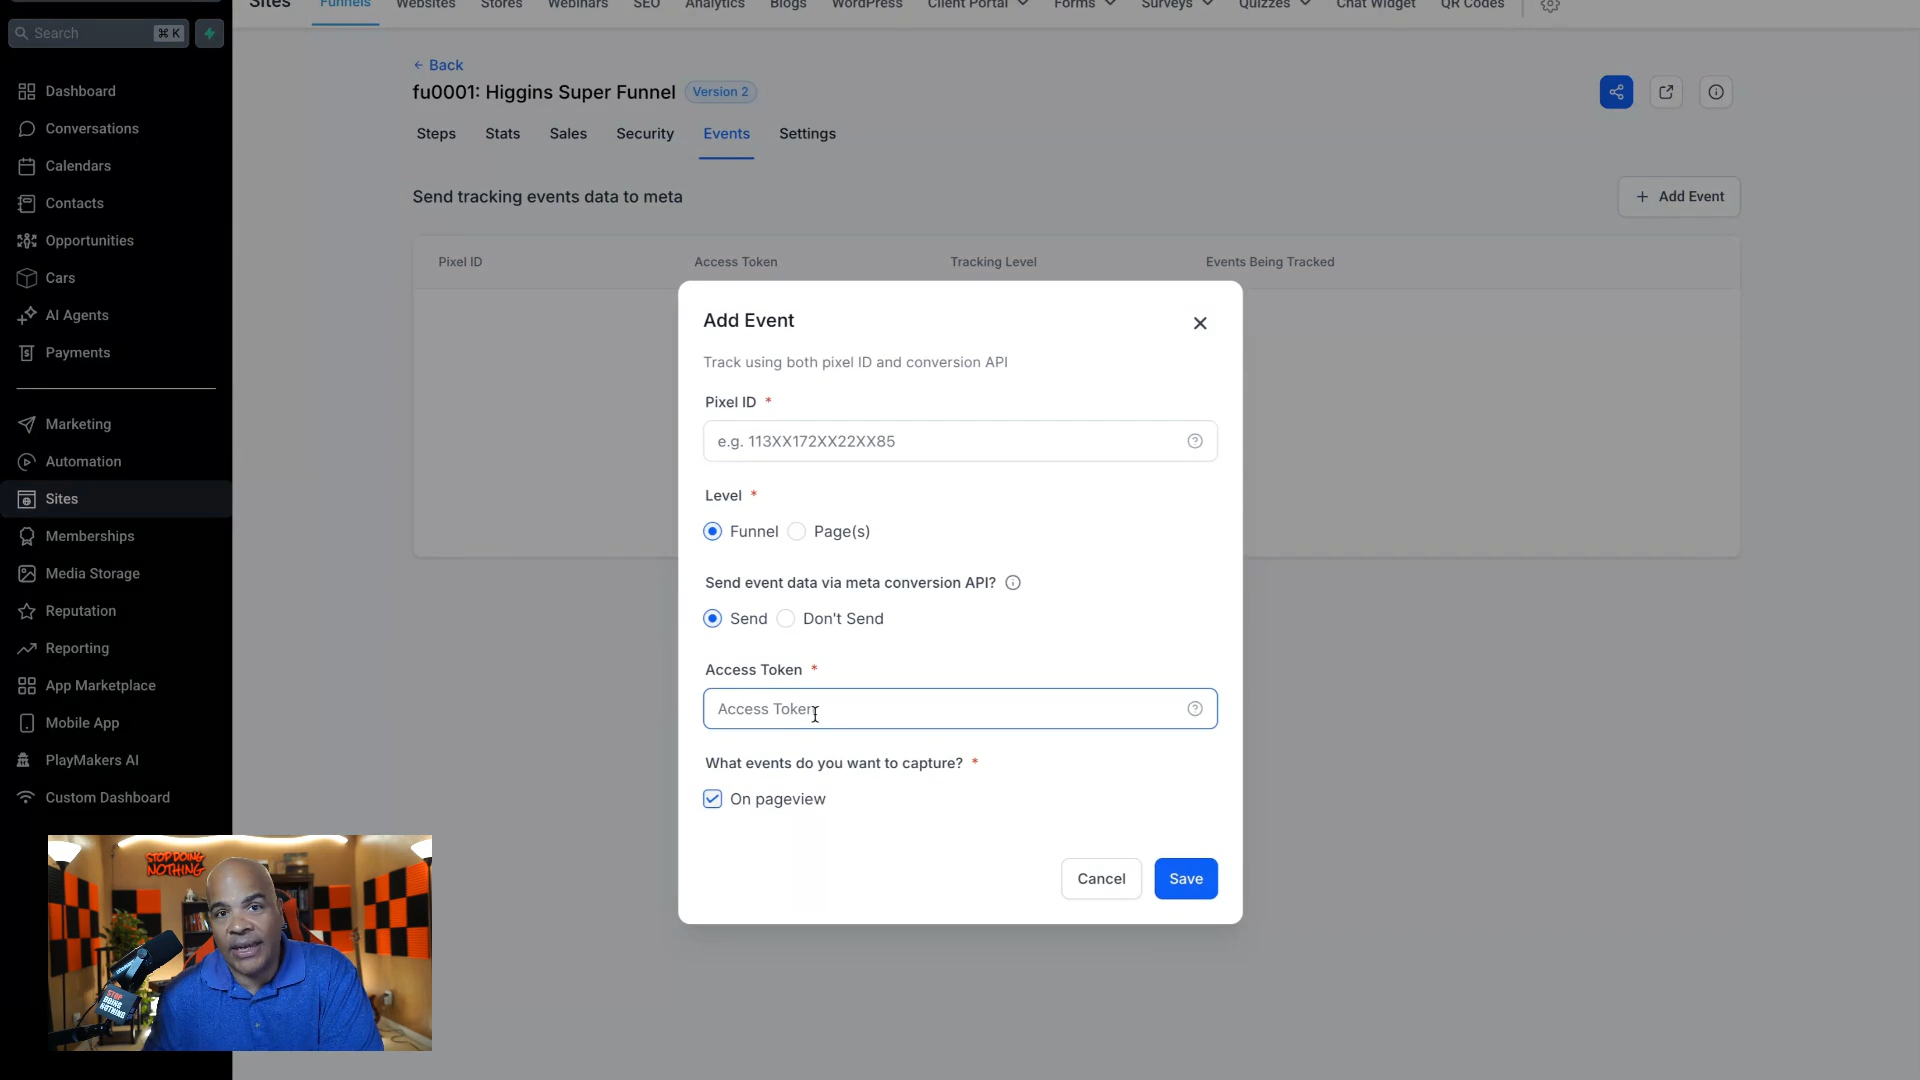 Sites Funnels Websites Stores Webinars SEO Analytics Blogs WordPress Client Portal Forms Surveys Quizzes Chat Widget QR Codes
Search ⌘ K
Dashboard
Conversations
Calendars
Contacts
Opportunities
Cars
AI Agents
Payments
Marketing
Automation
Sites
Memberships
Media Storage
Reputation
Reporting
App Marketplace
Mobile App
PlayMakers AI
Custom Dashboard
← Back
fu0001: Higgins Super Funnel Version 2
Steps Stats Sales Security Events Settings
Send tracking events data to meta
+ Add Event
Pixel ID Access Token Tracking Level Events Being Tracked
Add Event
Track using both pixel ID and conversion API
Pixel ID *
e.g. 113XX172XX22XX85
Level *
Funnel Page(s)
Send event data via meta conversion API?
Send Don't Send
Access Token *
Access Token
What events do you want to capture? *
On pageview
Cancel Save
STOP DOING
NOTHING
STOP
DOING
NOTHING